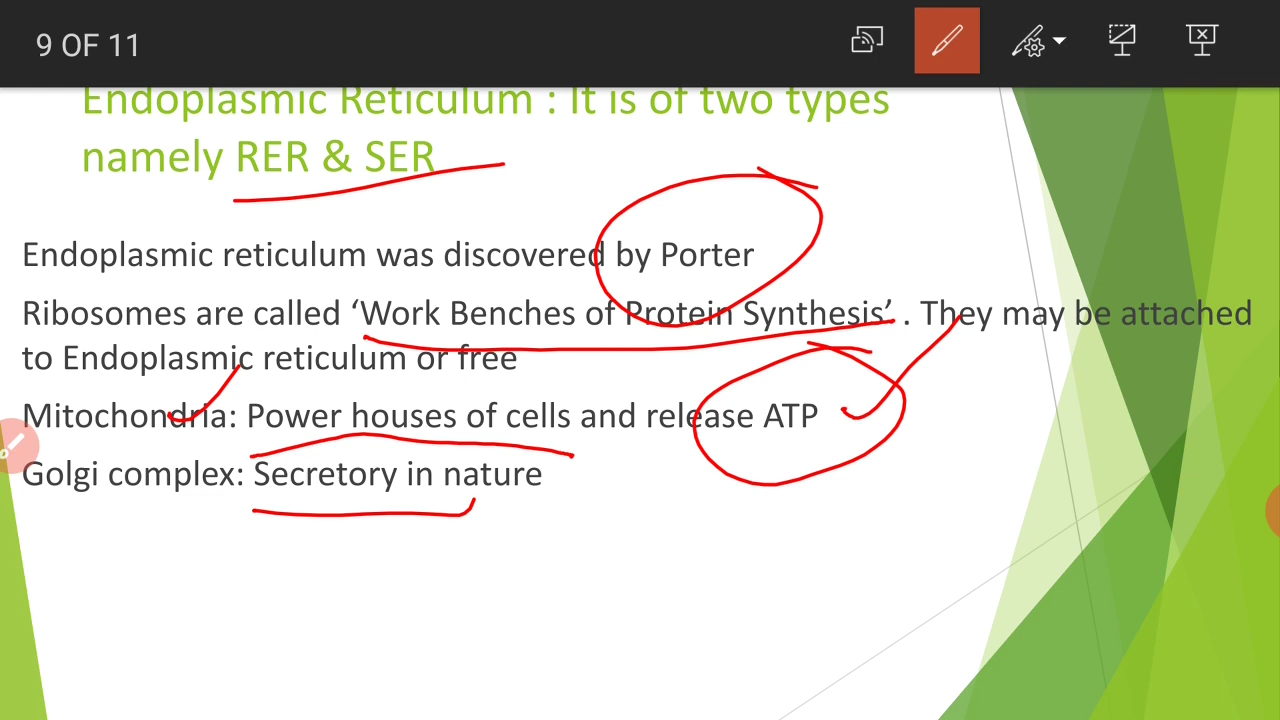 9 OF 11
Endoplasmic Reticulum : It is of two types
namely RER & SER
Endoplasmic reticulum was discovered by Porter
Ribosomes are called ‘Work Benches of Protein Synthesis’ . They may be attached
to Endoplasmic reticulum or free
Mitochondria: Power houses of cells and release ATP
Golgi complex: Secretory in nature